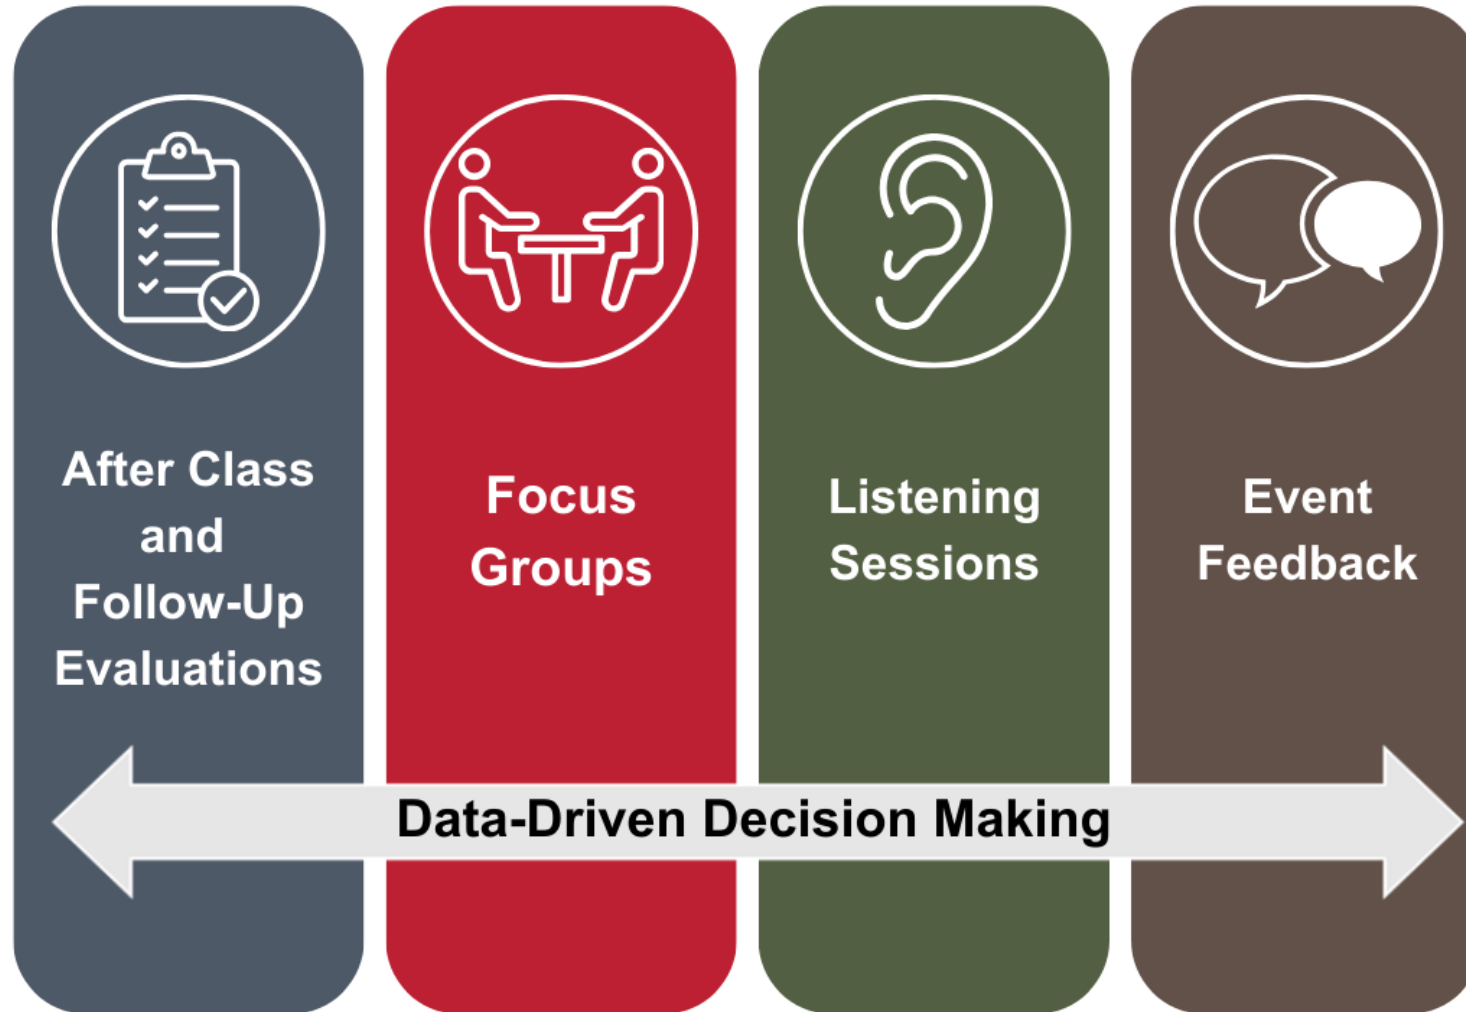 After Class
and
Follow-Up
Evaluations
Focus
Groups
Listening
Sessions
Event
Feedback
Data-Driven Decision Making